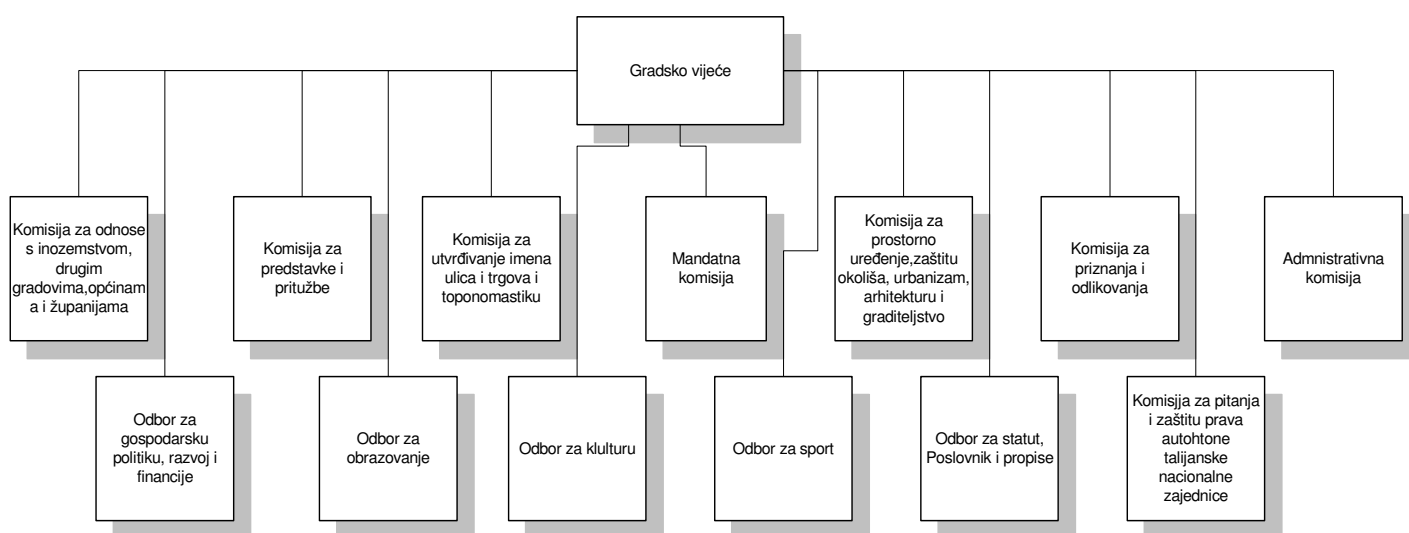 Gradsko vijeće
Komisija za odnose
s inozemstvom,
drugim
gradovima,općinam
a i županijama
Komisija za
predstavke i
pritužbe
Komisija za
utvrđivanje imena
ulica i trgova i
toponomastiku
Mandatna
komisija
Komisija za
prostorno
uređenje,zaštitu
okoliša, urbanizam,
arhitekturu i
graditeljstvo
Komisija za
priznanja i
odlikovanja
Admnistrativna
komisija
Odbor za
gospodarsku
politiku, razvoj i
financije
Odbor za
obrazovanje
Odbor za klulturu
Odbor za sport
Odbor za statut,
Poslovnik i propise
Komisjja za pitanja
i zaštitu prava
autohtone
talijanske
nacionalne
zajednice